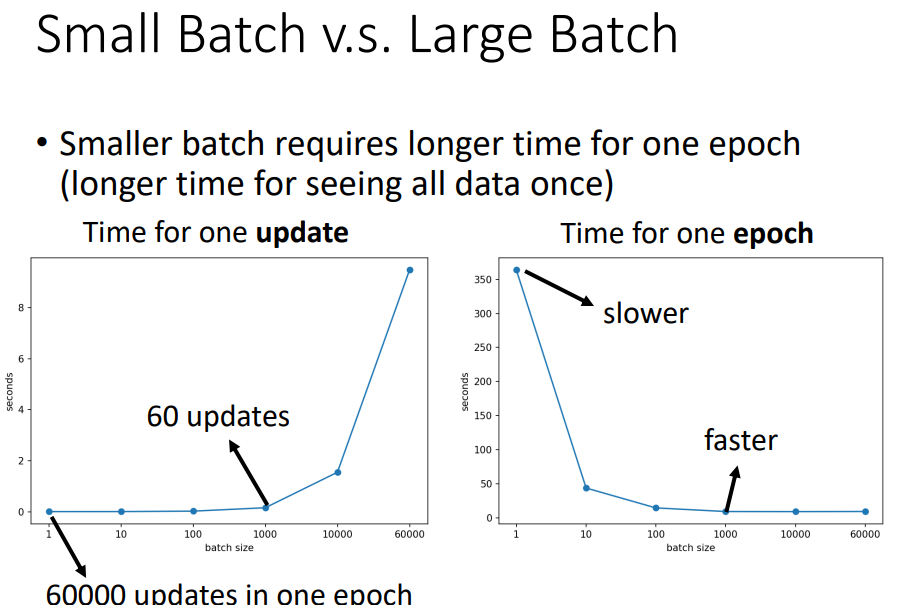 Small Batch v.s. Large Batch
• Smaller batch requires longer time for one epoch
(longer time for seeing all data once)
Time for one update
8
6
4
2
0
seconds
60 updates
1 10 100 1000 10000 60000
batch size
60000 updates in one epoch
Time for one epoch
350
300
250
200
150
100
50
0
seconds
slower
faster
1 10 100 1000 10000 60000
batch size